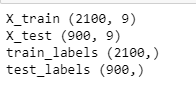 X_train (2100, 9)
X_test (900, 9)
train_labels (2100,)
test_labels (900,)